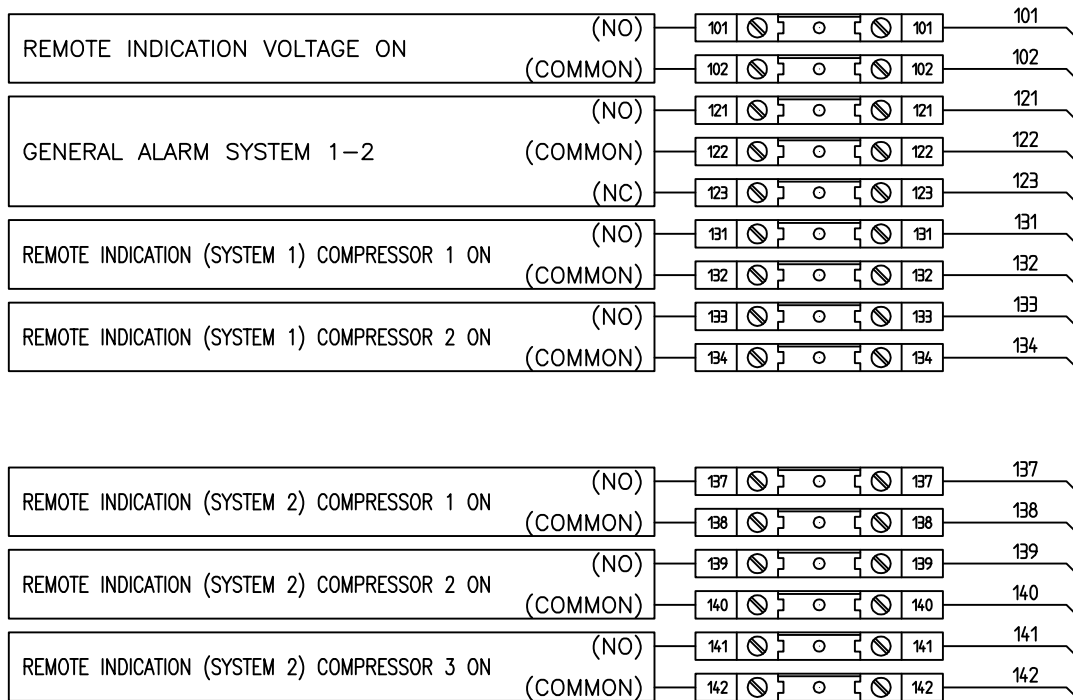 (NO) 101 101 101
REMOTE INDICATION VOLTAGE ON
(COMMON) 102 102 102
(NO) 121 121 121
GENERAL ALARM SYSTEM 1-2 (COMMON) 122 122 122
(NC) 123 123 123
(NO) 131 131 131
REMOTE INDICATION (SYSTEM 1) COMPRESSOR 1 ON
(COMMON) 132 132 132
(NO) 133 133 133
REMOTE INDICATION (SYSTEM 1) COMPRESSOR 2 ON
(COMMON) 134 134 134
(NO) 137 137 137
REMOTE INDICATION (SYSTEM 2) COMPRESSOR 1 ON
(COMMON) 138 138 138
(NO) 139 139 139
REMOTE INDICATION (SYSTEM 2) COMPRESSOR 2 ON
(COMMON) 140 140 140
(NO) 141 141 141
REMOTE INDICATION (SYSTEM 2) COMPRESSOR 3 ON
(COMMON) 142 142 142